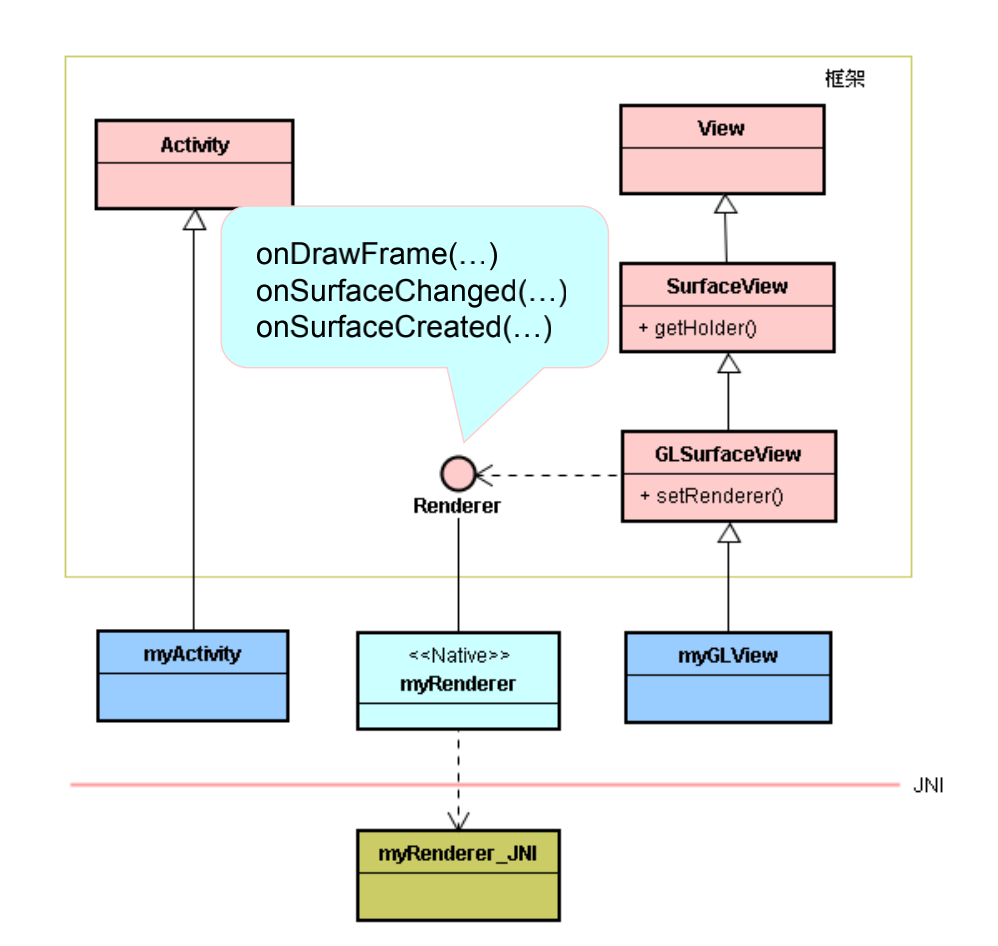 框架
Activity
View
onDrawFrame(…)
onSurfaceChanged(…)
onSurfaceCreated(…)
SurfaceView
+ getHolder()
GLSurfaceView
+ setRenderer()
Renderer
myActivity
<<Native>>
myRenderer
myGLView
JNI
myRenderer_JNI